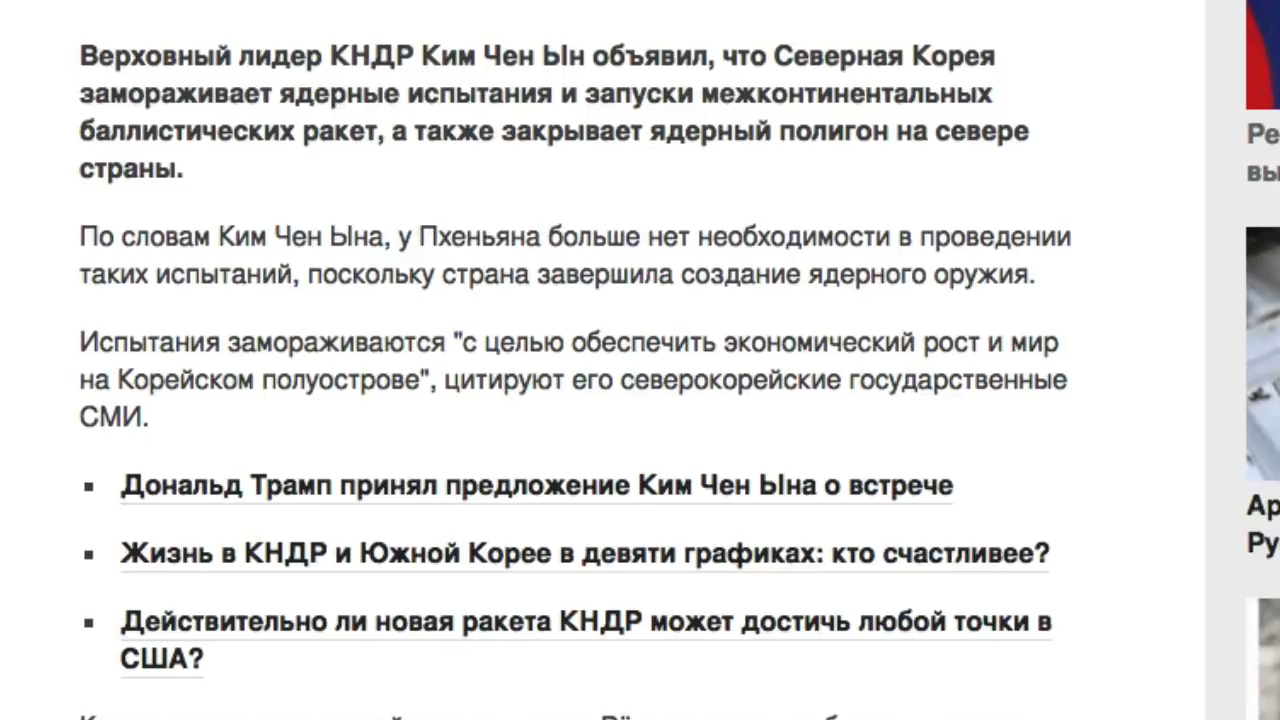 Верховный лидер КНДР Ким Чен Ын объявил, что Северная Корея
замораживает ядерные испытания и запуски межконтинентальных
баллистических ракет, а также закрывает ядерный полигон на севере
страны.
По словам Ким Чен Ына, у Пхеньяна больше нет необходимости в проведении
таких испытаний, поскольку страна завершила создание ядерного оружия.
Испытания замораживаются "с целью обеспечить экономический рост и мир
на Корейском полуострове", цитируют его северокорейские государственные
СМИ.
Дональд Трамп принял предложение Ким Чен Ына о встрече
Жизнь в КНДР и Южной Корее в девяти графиках: кто счастливее?
Действительно ли новая ракета КНДР может достичь любой точки в
США?